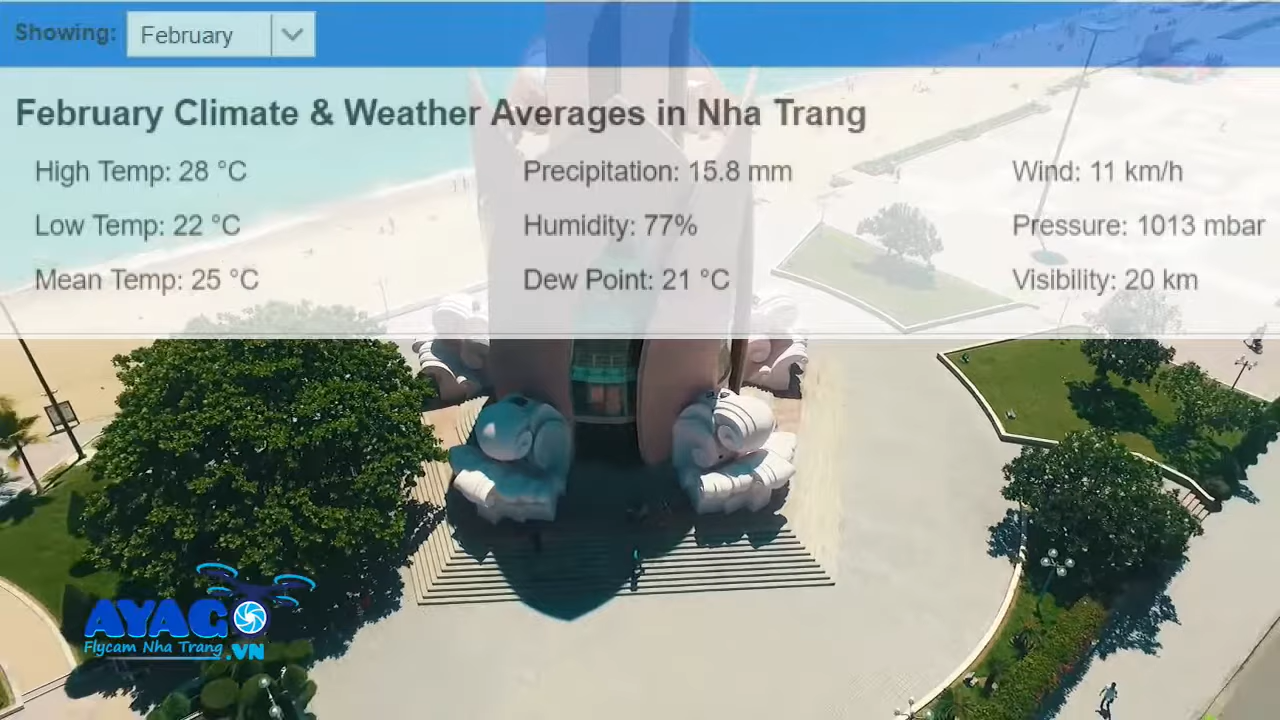 Showing: February
February Climate & Weather Averages in Nha Trang
High Temp: 28 °C Precipitation: 15.8 mm Wind: 11 km/h
Low Temp: 22 °C Humidity: 77% Pressure: 1013 mbar
Mean Temp: 25 °C Dew Point: 21 °C Visibility: 20 km
AYAGO
Flycam Nha Trang
.VN